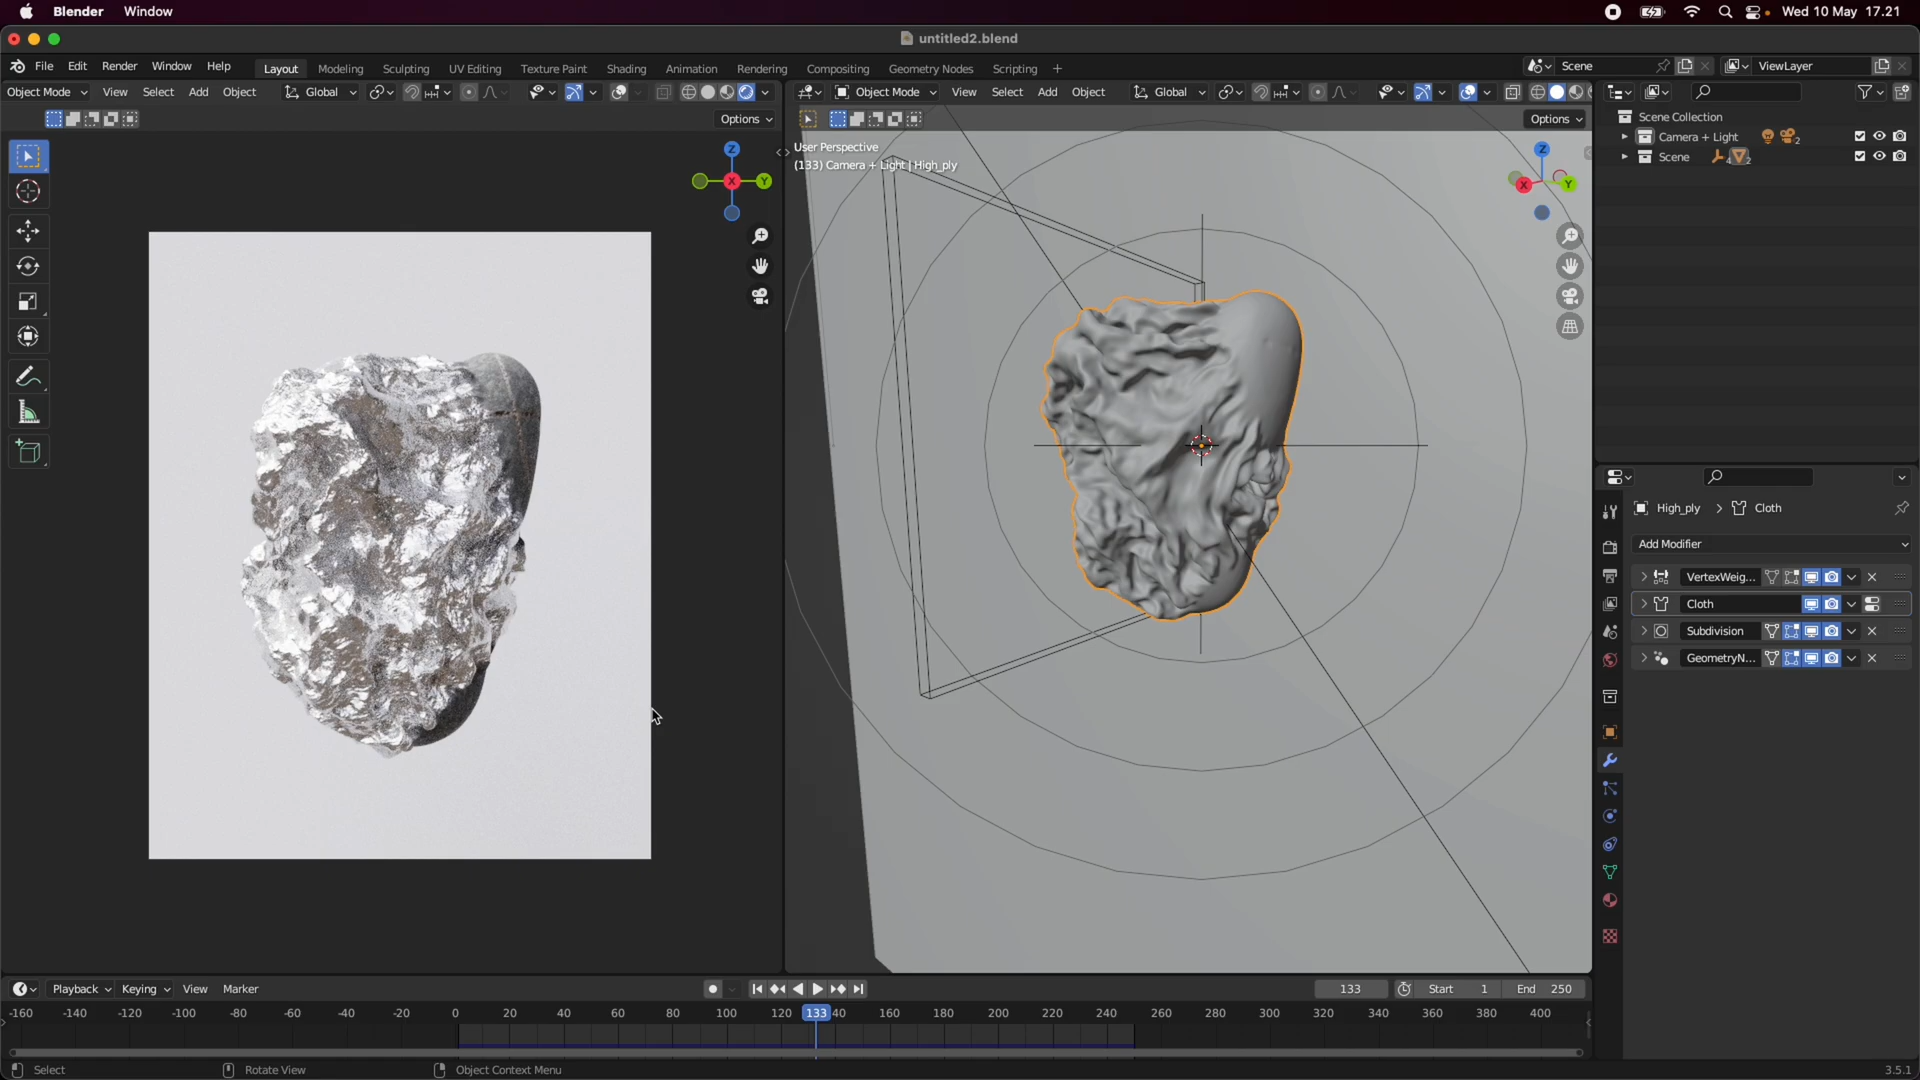 Blender Window Wed 10 May 17.21
untitled2.blend
File Edit Render Window Help Layout Modeling Sculpting UV Editing Texture Paint Shading Animation Rendering Compositing Geometry Nodes Scripting + Scene ViewLayer
Object Mode View Select Add Object Global Object Mode View Select Add Object Global
Options Options
User Perspective
(133) Camera + Light | High_ply
Z
X
Y
Z
X
Y
Scene Collection
Camera + Light 2
Scene 4 2
High_ply > Cloth
Add Modifier
VertexWeig...
Cloth
Subdivision
GeometryN...
Playback Keying View Marker 133 Start 1 End 250
-160 -140 -120 -100 -80 -60 -40 -20 0 20 40 60 80 100 120 133 140 160 180 200 220 240 260 280 300 320 340 360 380 400
Select Rotate View Object Context Menu 3.5.1